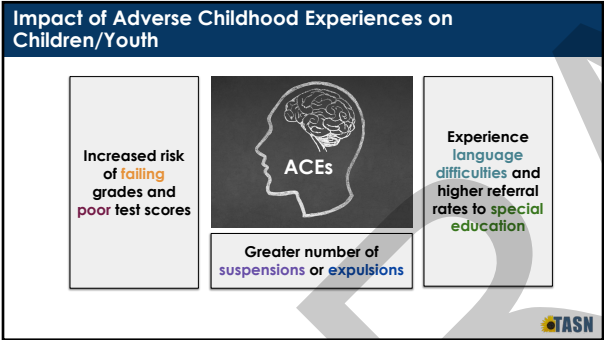 Impact of Adverse Childhood Experiences on
Children/Youth
Increased risk
of failing
grades and
poor test scores
ACEs
Greater number of
suspensions or expulsions
Experience
language
difficulties and
higher referral
rates to special
education
TASN